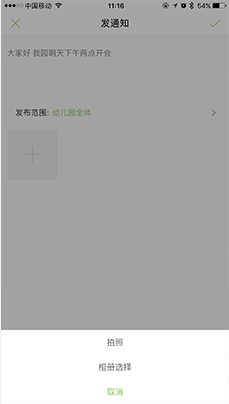 中国移动 11:16 54%
发通知
大家好 我园明天下午两点开会
发布范围: 幼儿园全体
拍照
相册选择
取消